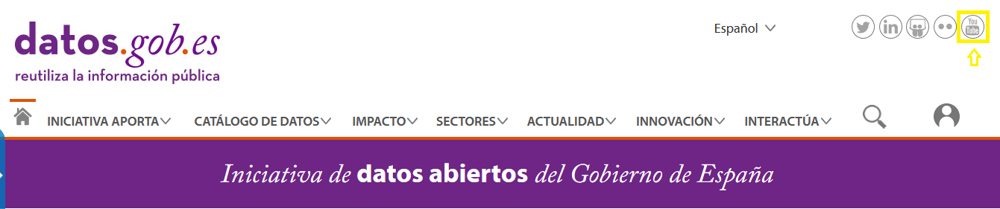 datos.gob.es
reutiliza la información pública
Español
in
You
Tube
INICIATIVA APORTA
CATÁLOGO DE DATOS
IMPACTO
SECTORES
ACTUALIDAD
INNOVACIÓN
INTERACTÚA
Iniciativa de datos abiertos del Gobierno de España